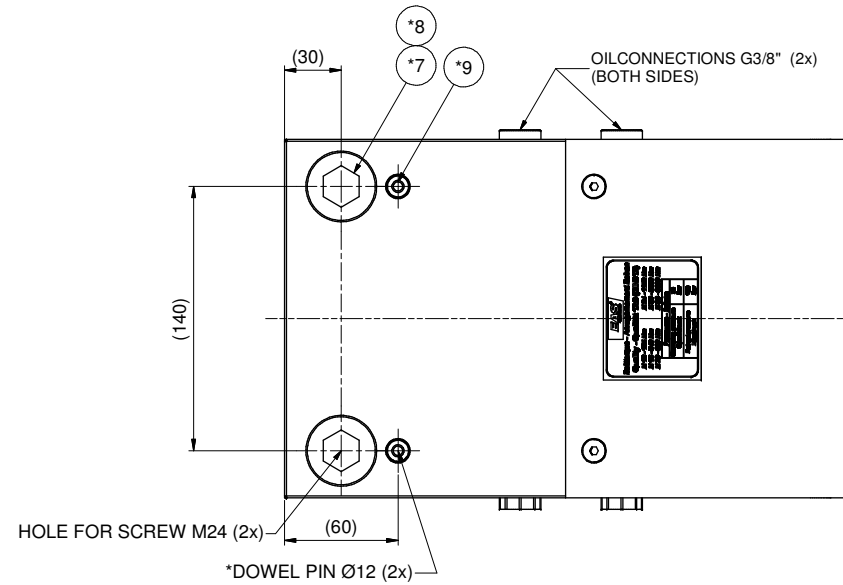 *8
(30)
*7
*9
OILCONNECTIONS G3/8" (2x)
(BOTH SIDES)
(140)
EAS
HOLE FOR SCREW M24 (2x)
(60)
*DOWEL PIN Ø12 (2x)